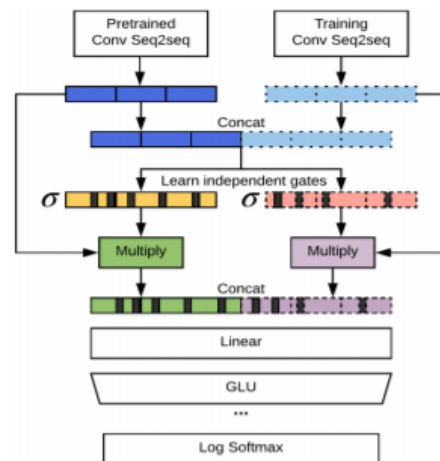 Pretrained
Conv Seq2seq
Training
Conv Seq2seq
Concat
Learn independent gates
σ
σ
Multiply
Multiply
Concat
Linear
GLU
...
Log Softmax